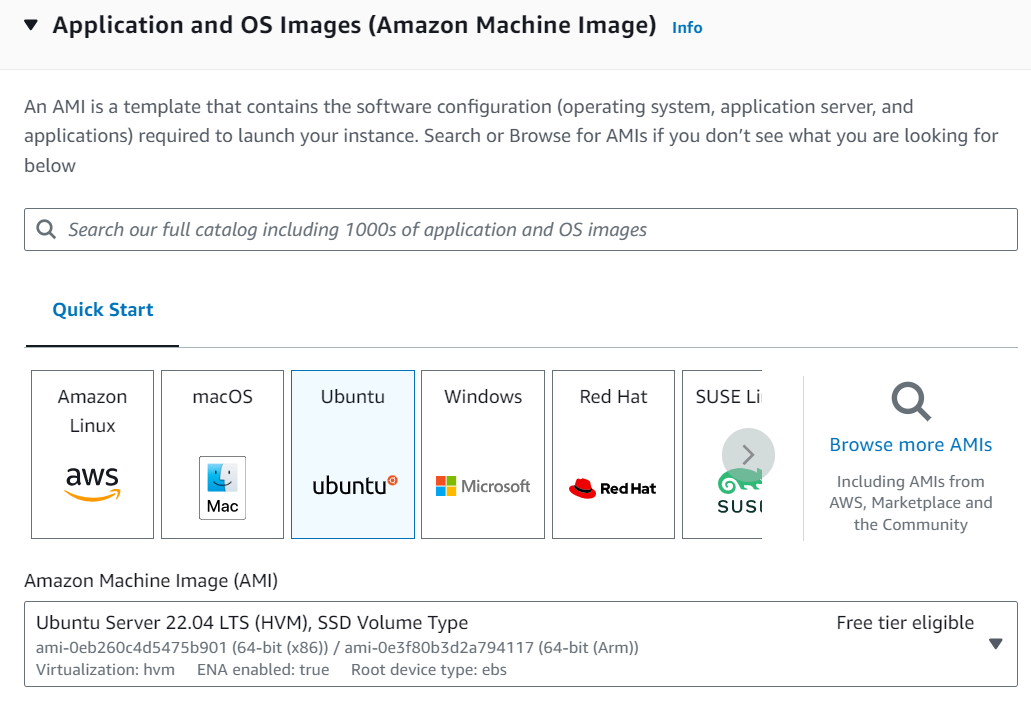 Application and OS Images (Amazon Machine Image) Info
An AMI is a template that contains the software configuration (operating system, application server, and
applications) required to launch your instance. Search or Browse for AMIs if you don’t see what you are looking for
below
Search our full catalog including 1000s of application and OS images
Quick Start
Amazon
Linux
aws
macOS
Mac
Ubuntu
ubuntu
Windows
Microsoft
Red Hat
Red Hat
SUSE Li
SUS
Browse more AMIs
Including AMIs from
AWS, Marketplace and
the Community
Amazon Machine Image (AMI)
Ubuntu Server 22.04 LTS (HVM), SSD Volume Type
Free tier eligible
ami-0eb260c4d5475b901 (64-bit (x86)) / ami-0e3f80b3d2a794117 (64-bit (Arm))
Virtualization: hvm ENA enabled: true Root device type: ebs